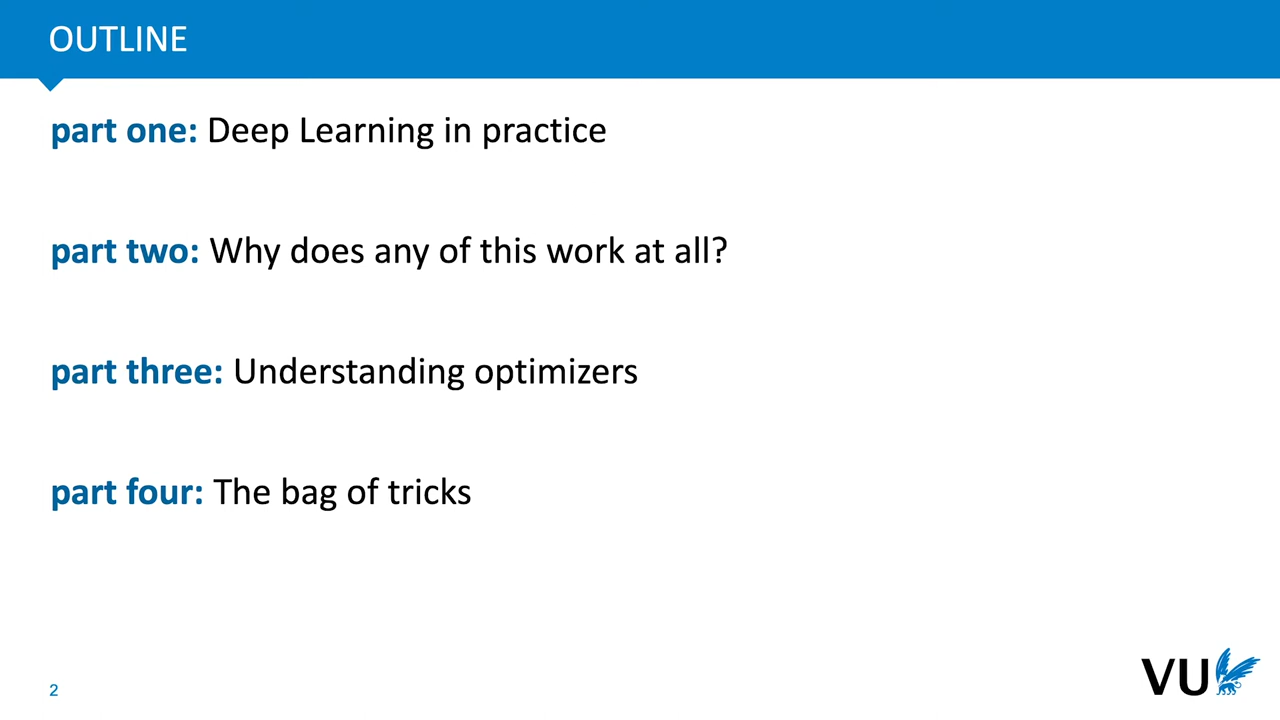 OUTLINE
part one: Deep Learning in practice
part two: Why does any of this work at all?
part three: Understanding optimizers
part four: The bag of tricks
2
VU